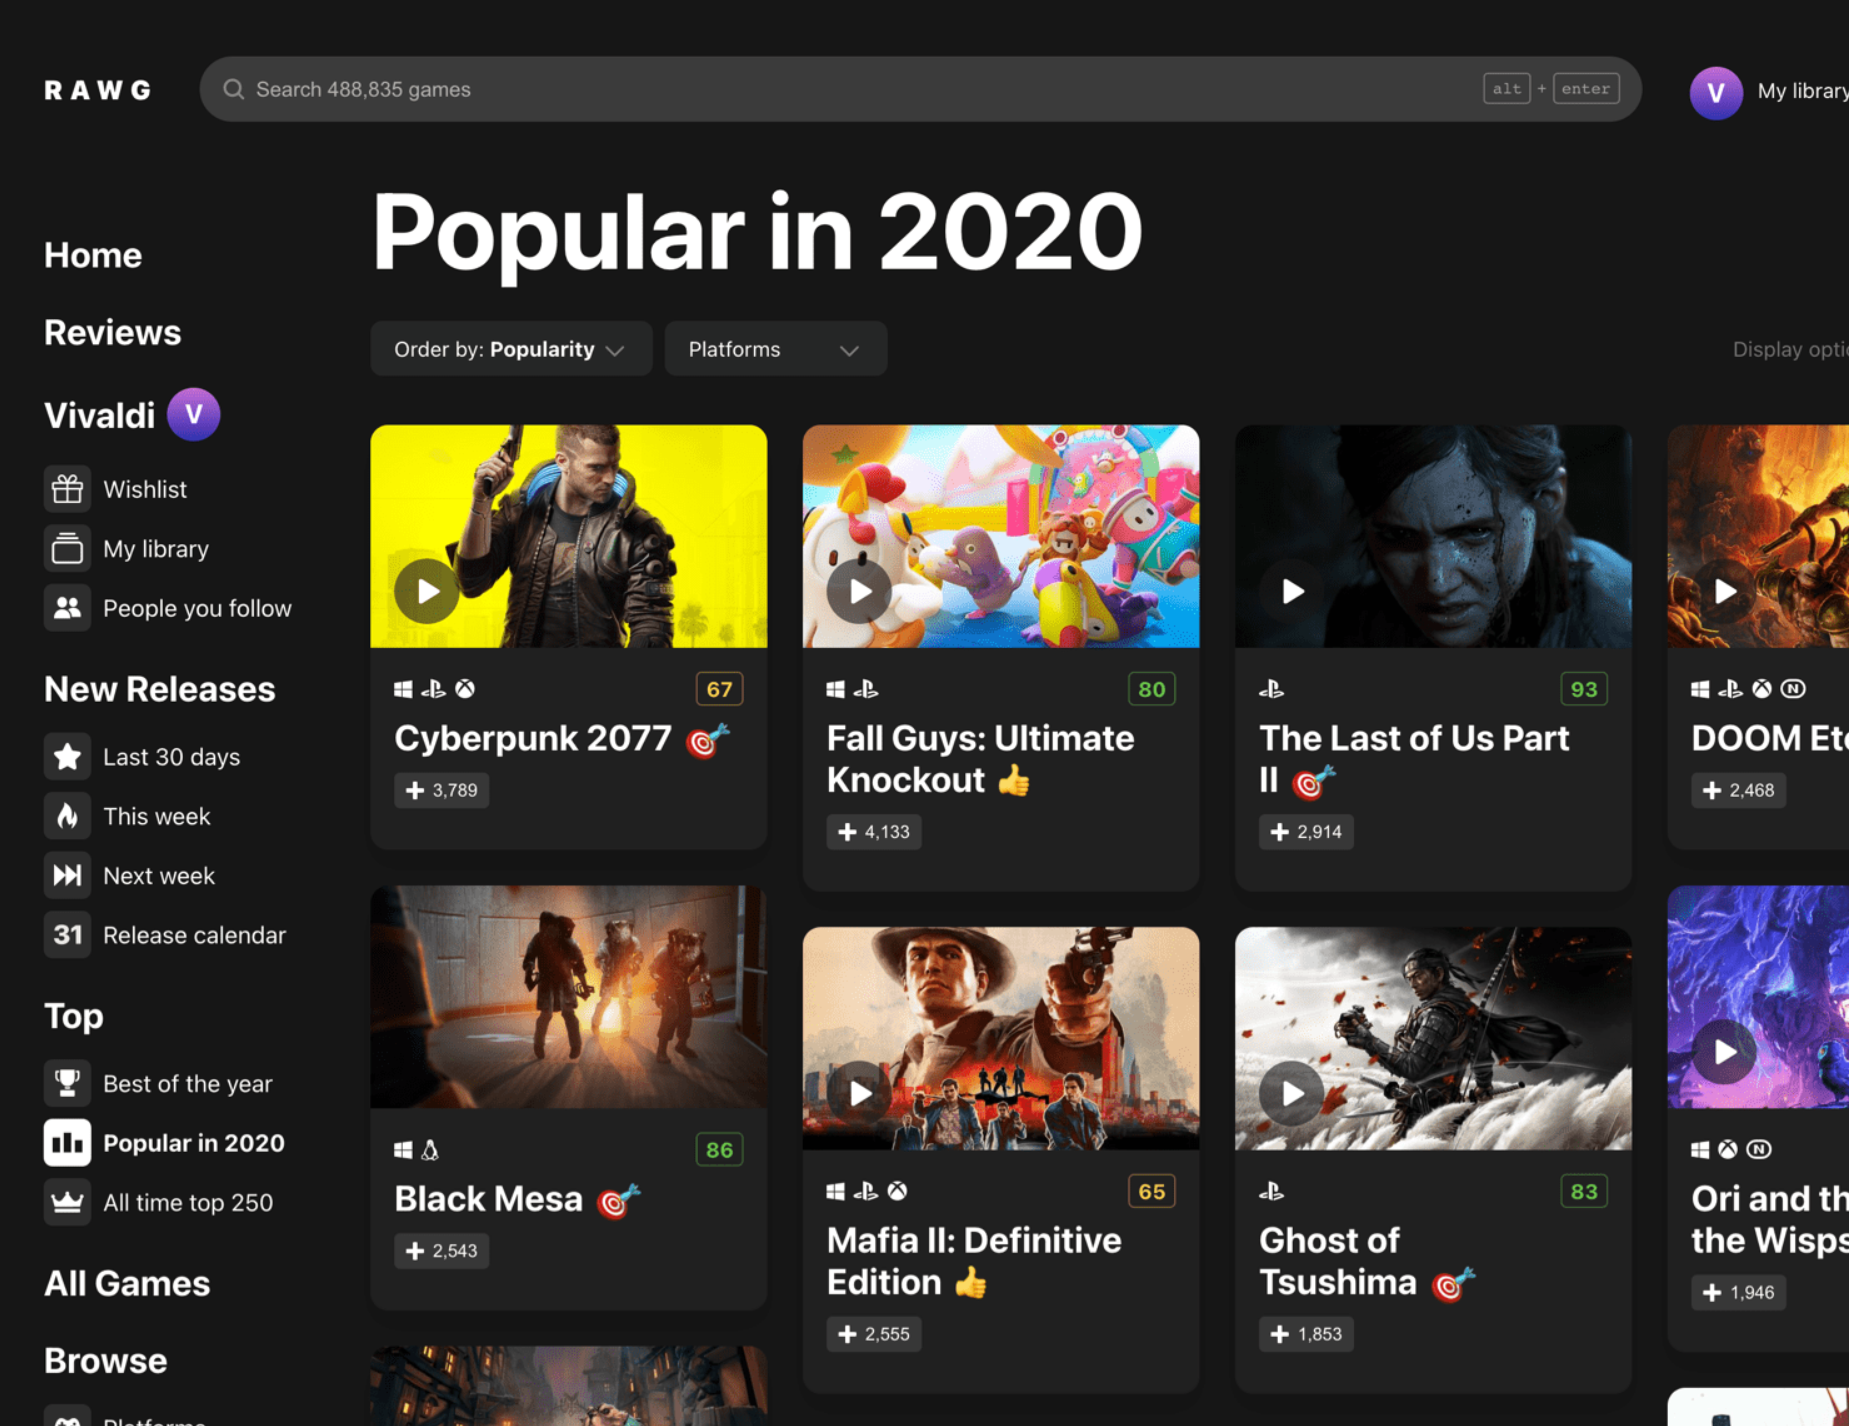 RAWG
Search 488,835 games
alt + enter
V
My library
Popular in 2020
Home
Reviews
Vivaldi V
Wishlist
My library
People you follow
New Releases
Last 30 days
This week
Next week
31 Release calendar
Top
Best of the year
Popular in 2020
All time top 250
All Games
Browse
Platforms
Order by: Popularity
Platforms
Display opti
67
Cyberpunk 2077
3,789
80
Fall Guys: Ultimate
Knockout
4,133
93
The Last of Us Part
II
2,914
DOOM Ete
2,468
86
Black Mesa
2,543
65
Mafia II: Definitive
Edition
2,555
83
Ghost of
Tsushima
1,853
Ori and th
the Wisps
1,946